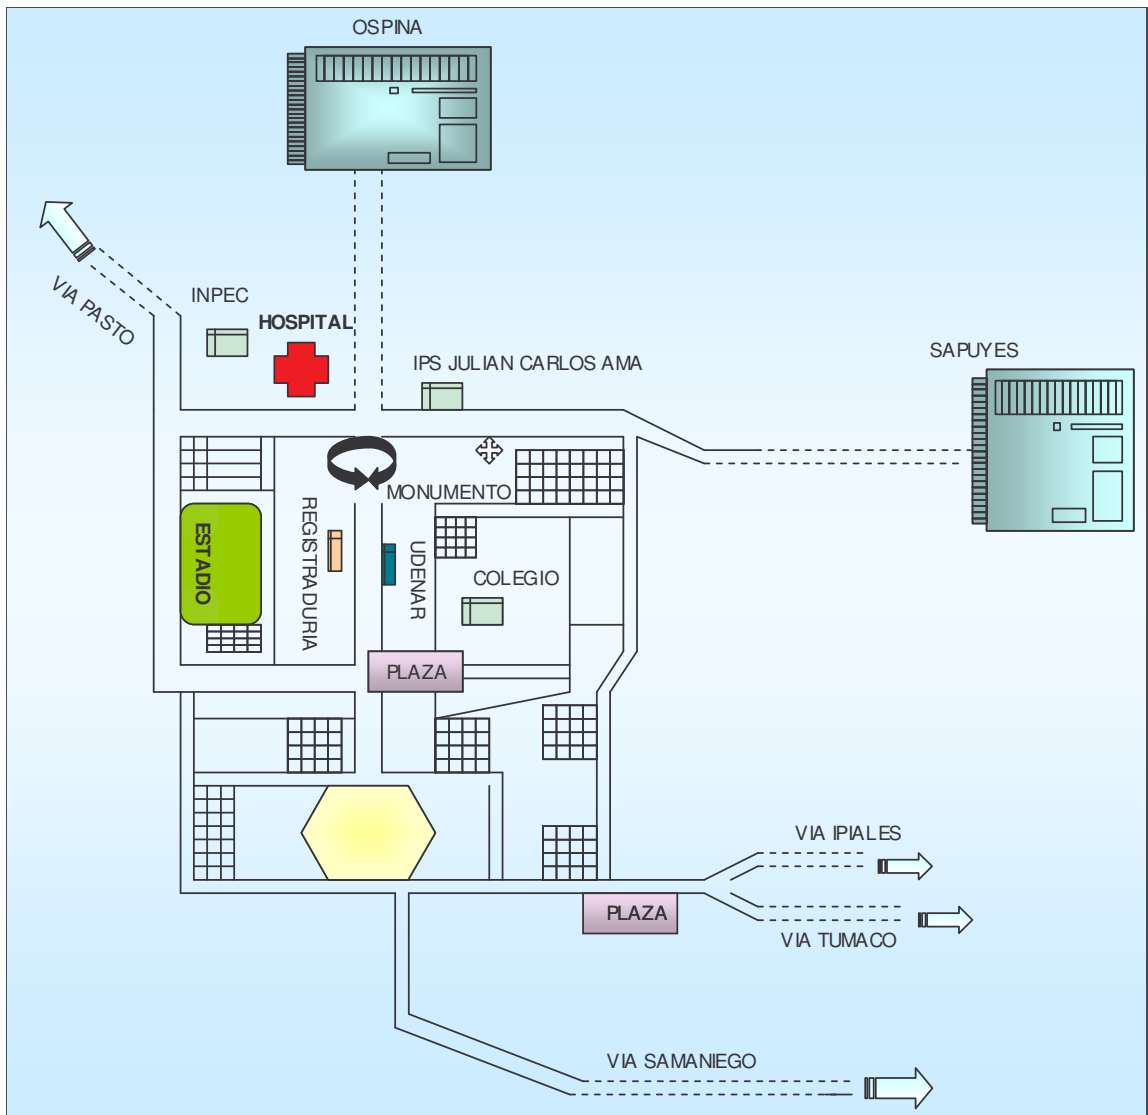 OSPINA
VIA PASTO
INPEC
HOSPITAL
IPS JULIAN CARLOS AMA
SAPUYES
MONUMENTO
REGISTRADURIA
ESTADIO
UDENAR
COLEGIO
PLAZA
VIA IPIALES
PLAZA
VIA TUMACO
VIA SAMANIEGO